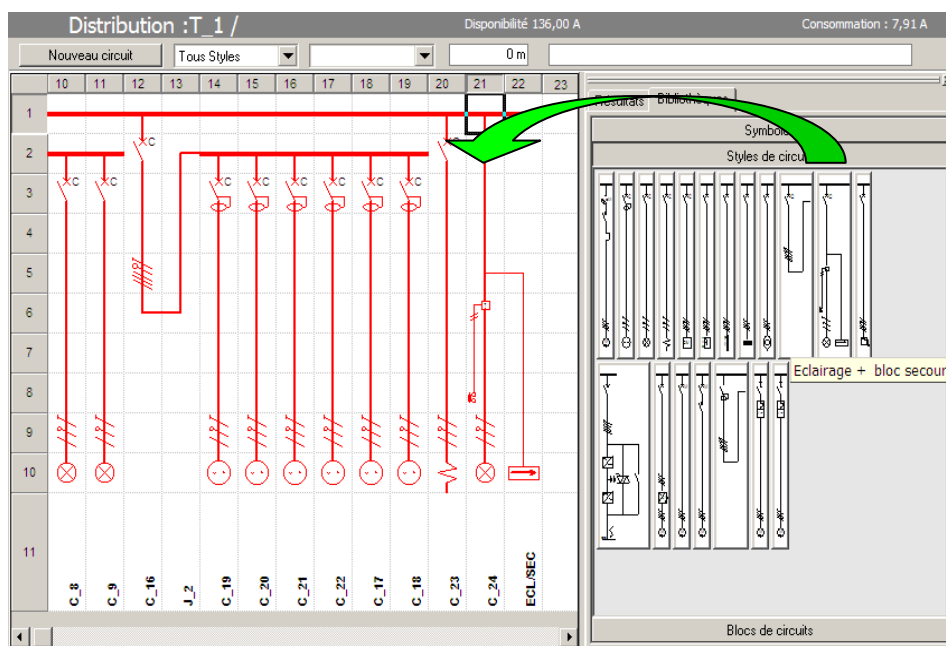 Distribution :T_1 /
Disponibilité 136,00 A
Consommation : 7,91 A
Nouveau circuit
Tous Styles
0 m
10 11 12 13 14 15 16 17 18 19 20 21 22 23
1
2
3
4
5
6
7
8
9
10
11
C C C C C C C C C C
C_8
C_9
C_16
J_2
C_19
C_20
C_21
C_22
C_17
C_18
C_23
C_24
ECL/SEC
Résultats
Styles de circu
Eclairage + bloc secour
Blocs de circuits